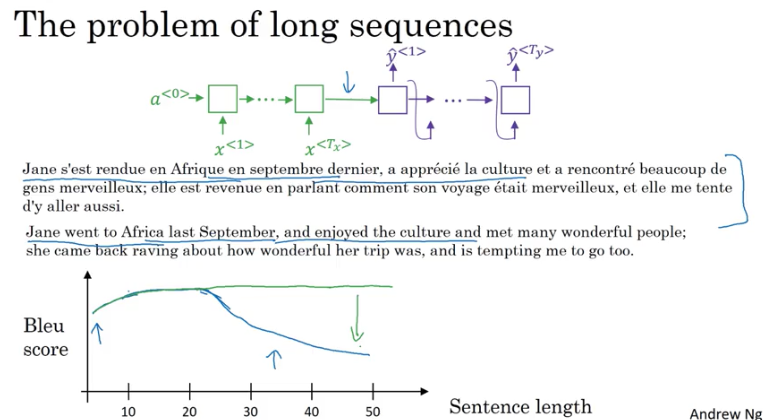 The problem of long sequences
ŷ<1> ŷ<Ty>
a<0>
x<1> x<Tx>
Jane s'est rendue en Afrique en septembre dernier, a apprécié la culture et a rencontré beaucoup de
gens merveilleux; elle est revenue en parlant comment son voyage était merveilleux, et elle me tente
d'y aller aussi.
Jane went to Africa last September, and enjoyed the culture and met many wonderful people;
she came back raving about how wonderful her trip was, and is tempting me to go too.
Bleu
score
10 20 30 40 50
Sentence length
Andrew Ng